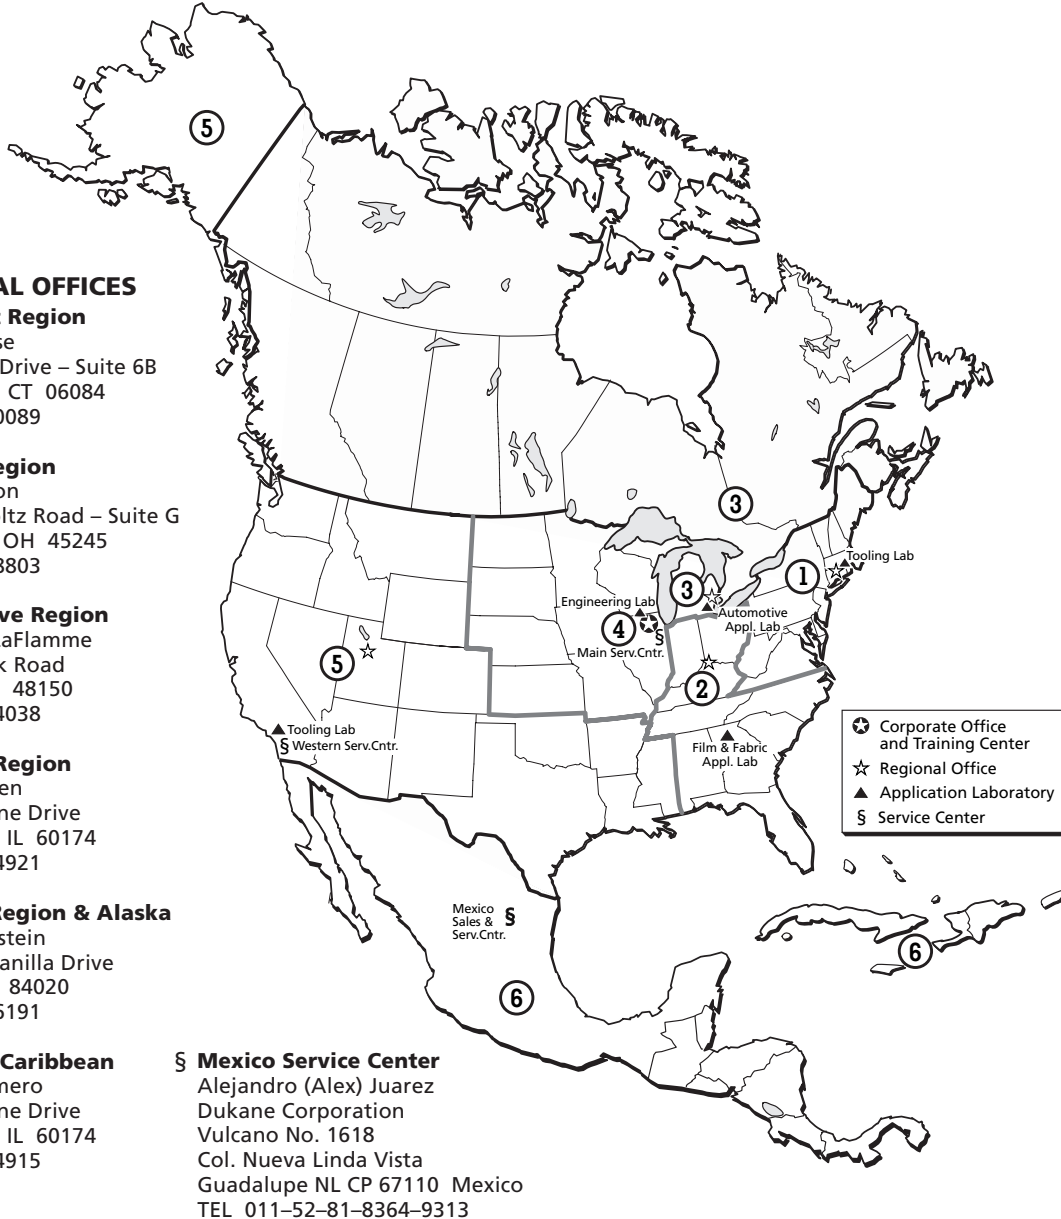 AL OFFICES
Region
Drive – Suite 6B
CT 06084
0089
egion
on
ltz Road – Suite G
OH 45245
8803
ve Region
LaFlamme
k Road
48150
4038
Region
en
ne Drive
IL 60174
4921
Region & Alaska
stein
anilla Drive
84020
5191
Caribbean
mero
ne Drive
IL 60174
4915
§ Mexico Service Center
Alejandro (Alex) Juarez
Dukane Corporation
Vulcano No. 1618
Col. Nueva Linda Vista
Guadalupe NL CP 67110 Mexico
TEL 011–52–81–8364–9313
5
3
1
Tooling Lab
3
Engineering Lab
Automotive
Appl. Lab
4
§
Main Serv.Cntr.
5
2
Tooling Lab
§ Western Serv.Cntr.
Film & Fabric
Appl. Lab
Corporate Office
and Training Center
Regional Office
Application Laboratory
§ Service Center
Mexico
Sales &
Serv.Cntr.
§
6
6